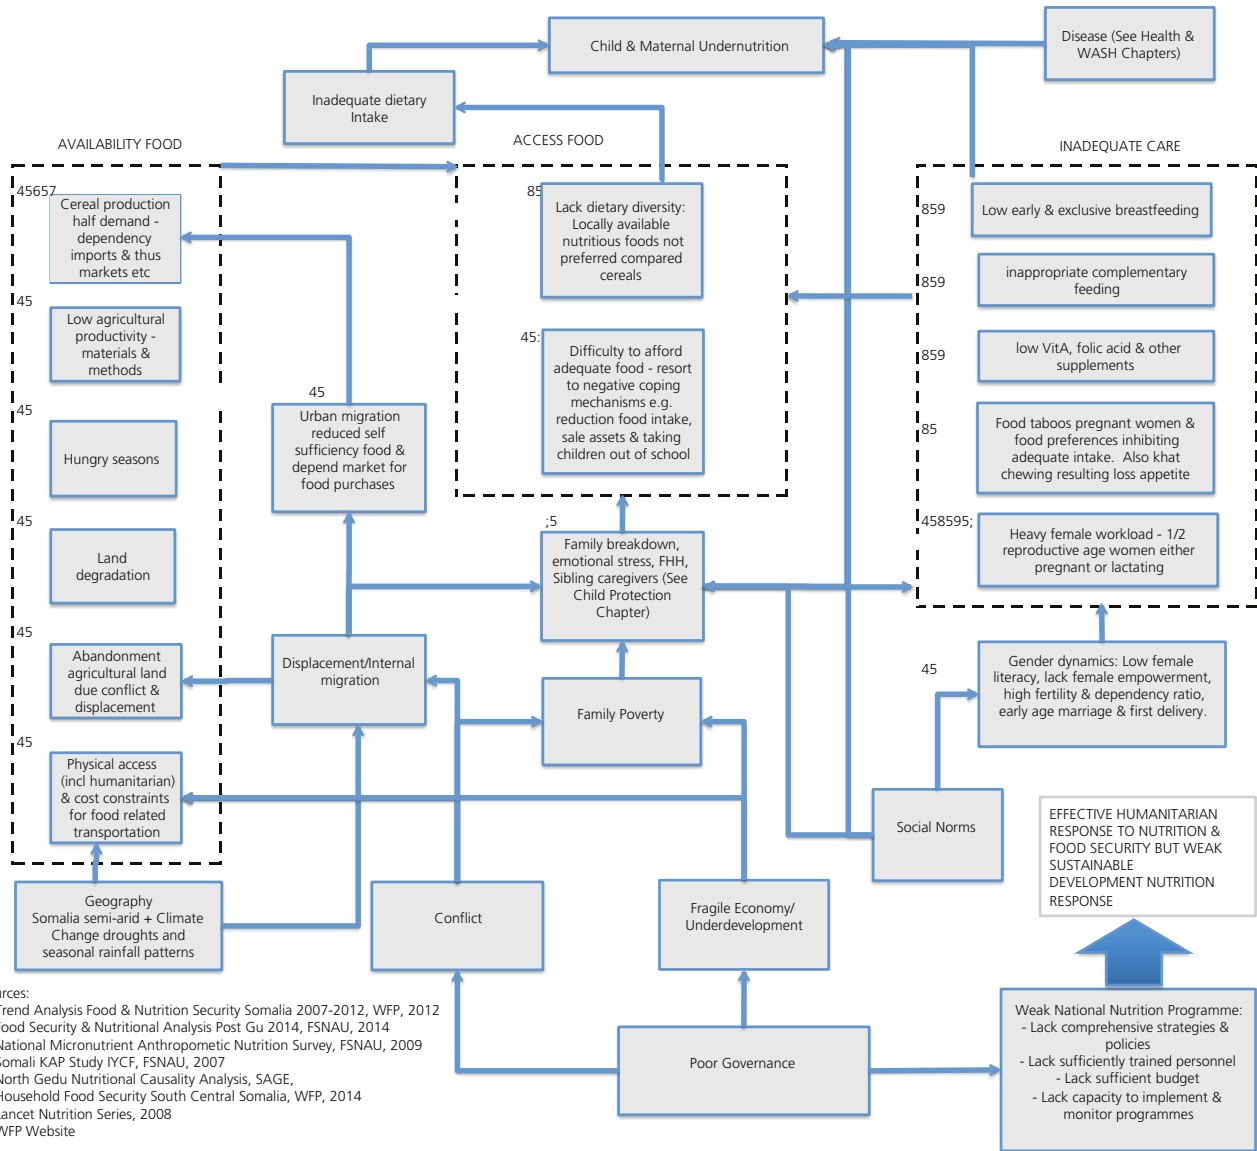 Child & Maternal Undernutrition
Disease (See Health &
WASH Chapters)
Inadequate dietary
Intake
AVAILABILITY FOOD
ACCESS FOOD
INADEQUATE CARE
45657
Cereal production
half demand -
dependency
imports & thus
markets etc
45
Low agricultural
productivity -
materials &
methods
45
Hungry seasons
45
Land
degradation
45
Abandonment
agricultural land
due conflict &
displacement
45
Physical access
(incl humanitarian)
& cost constraints
for food related
transportation
45
Urban migration
reduced self
sufficiency food &
depend market for
food purchases
85
Lack dietary diversity:
Locally available
nutritious foods not
preferred compared
cereals
45:
Difficulty to afford
adequate food - resort
to negative coping
mechanisms e.g.
reduction food intake,
sale assets & taking
children out of school
;5
Family breakdown,
emotional stress, FHH,
Sibling caregivers (See
Child Protection
Chapter)
859
Low early & exclusive breastfeeding
859
inappropriate complementary
feeding
859
low VitA, folic acid & other
supplements
85
Food taboos pregnant women &
food preferences inhibiting
adequate intake. Also khat
chewing resulting loss appetite
458595;
Heavy female workload - 1/2
reproductive age women either
pregnant or lactating
Displacement/Internal
migration
Family Poverty
45
Gender dynamics: Low female
literacy, lack female empowerment,
high fertility & dependency ratio,
early age marriage & first delivery.
Social Norms
EFFECTIVE HUMANITARIAN
RESPONSE TO NUTRITION &
FOOD SECURITY BUT WEAK
SUSTAINABLE
DEVELOPMENT NUTRITION
RESPONSE
Geography
Somalia semi-arid + Climate
Change droughts and
seasonal rainfall patterns
Conflict
Fragile Economy/
Underdevelopment
Poor Governance
Weak National Nutrition Programme:
- Lack comprehensive strategies &
policies
- Lack sufficiently trained personnel
- Lack sufficient budget
- Lack capacity to implement &
monitor programmes
urces:
Trend Analysis Food & Nutrition Security Somalia 2007-2012, WFP, 2012
Food Security & Nutritional Analysis Post Gu 2014, FSNAU, 2014
National Micronutrient Anthropometic Nutrition Survey, FSNAU, 2009
Somali KAP Study IYCF, FSNAU, 2007
North Gedu Nutritional Causality Analysis, SAGE,
Household Food Security South Central Somalia, WFP, 2014
Lancet Nutrition Series, 2008
WFP Website